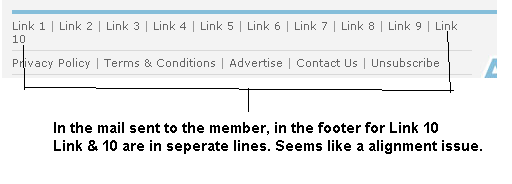 Link 1 | Link 2 | Link 3 | Link 4 | Link 5 | Link 6 | Link 7 | Link 8 | Link 9 | Link
10
Privacy Policy | Terms & Conditions | Advertise | Contact Us | Unsubscribe
In the mail sent to the member, in the footer for Link 10
Link & 10 are in seperate lines. Seems like a alignment issue.